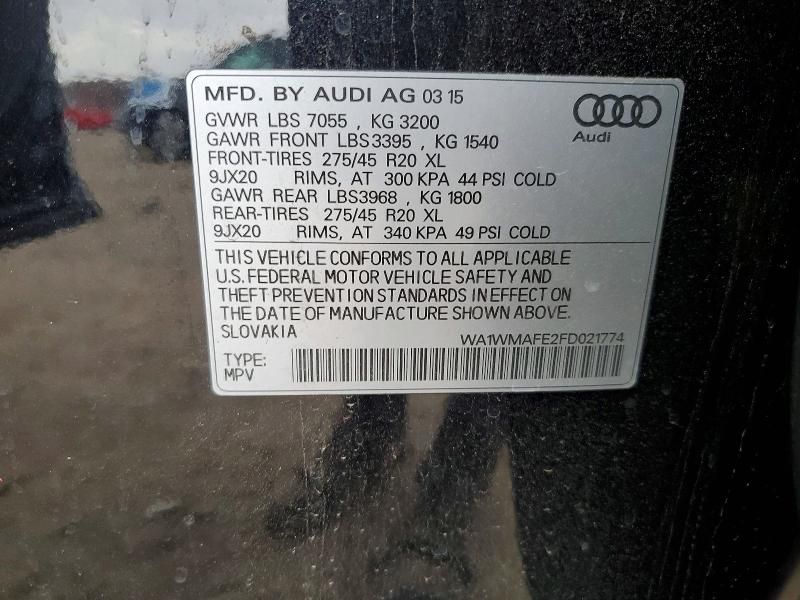 MFD. BY AUDI AG 03 15
GVWR LBS 7055 , KG 3200
GAWR FRONT LBS3395 , KG 1540
FRONT-TIRES 275/45 R20 XL
9JX20 RIMS, AT 300 KPA 44 PSI COLD
GAWR REAR LBS3968 , KG 1800
REAR-TIRES 275/45 R20 XL
9JX20 RIMS, AT 340 KPA 49 PSI COLD
Audi
THIS VEHICLE CONFORMS TO ALL APPLICABLE
U.S. FEDERAL MOTOR VEHICLE SAFETY AND
THEFT PREVENTION STANDARDS IN EFFECT ON
THE DATE OF MANUFACTURE SHOWN ABOVE.
SLOVAKIA WA1WMAFE2FD021774
TYPE:
MPV